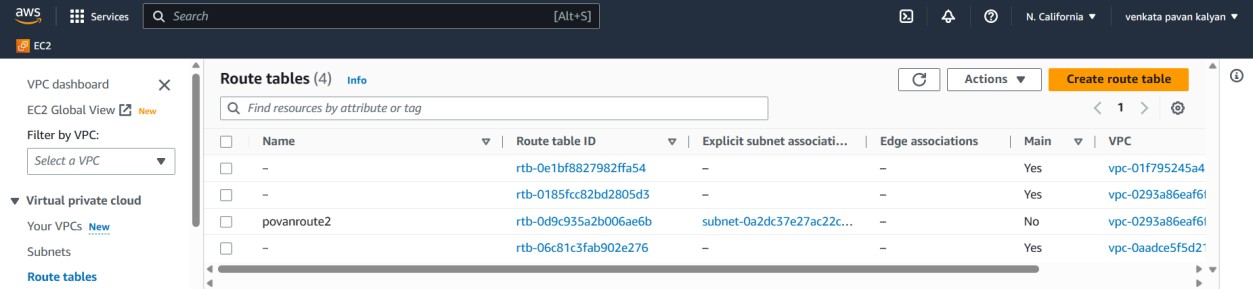 aws Services Search [Alt+S] N. California venkata pavan kalyan
EC2
VPC dashboard
EC2 Global View New
Filter by VPC:
Select a VPC
Virtual private cloud
Your VPCs New
Subnets
Route tables
Route tables (4) Info
Actions Create route table
Find resources by attribute or tag
1
Name Route table ID Explicit subnet associati... Edge associations Main VPC
– rtb-0e1bf8827982ffa54 – – Yes vpc-01f795245a4
– rtb-0185fcc82bd2805d3 – – Yes vpc-0293a86eaf6f
povanroute2 rtb-0d9c935a2b006ae6b subnet-0a2dc37e27ac22c... – No vpc-0293a86eaf6f
– rtb-06c81c3fab902e276 – – Yes vpc-0aadce5f5d21